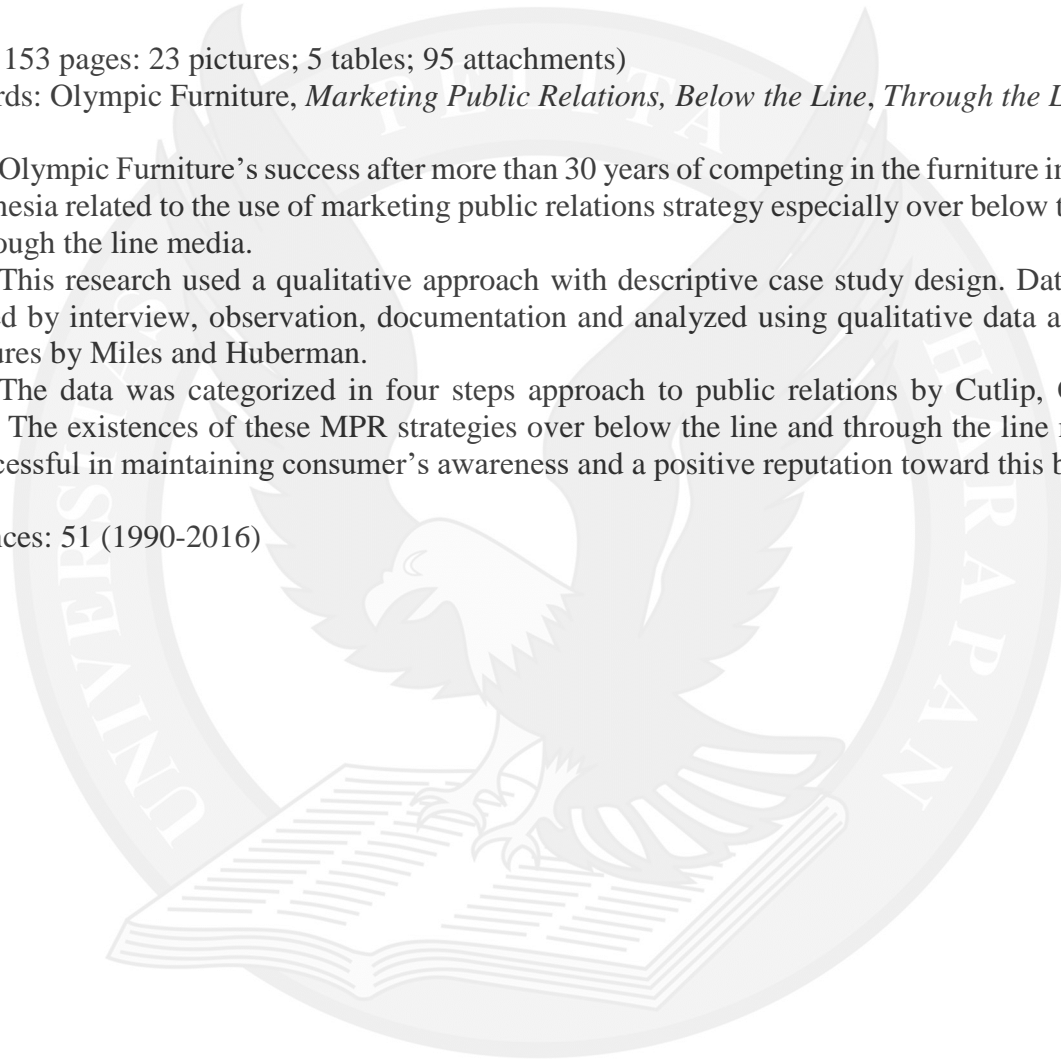 153 pages: 23 pictures; 5 tables; 95 attachments)
rds: Olympic Furniture, Marketing Public Relations, Below the Line, Through the L
Olympic Furniture’s success after more than 30 years of competing in the furniture in
nesia related to the use of marketing public relations strategy especially over below t
ough the line media.
This research used a qualitative approach with descriptive case study design. Dat
ed by interview, observation, documentation and analyzed using qualitative data a
ures by Miles and Huberman.
The data was categorized in four steps approach to public relations by Cutlip, C
The existences of these MPR strategies over below the line and through the line
cessful in maintaining consumer’s awareness and a positive reputation toward this b
nces: 51 (1990-2016)
UNIVERSITAS PELITA HARAPAN